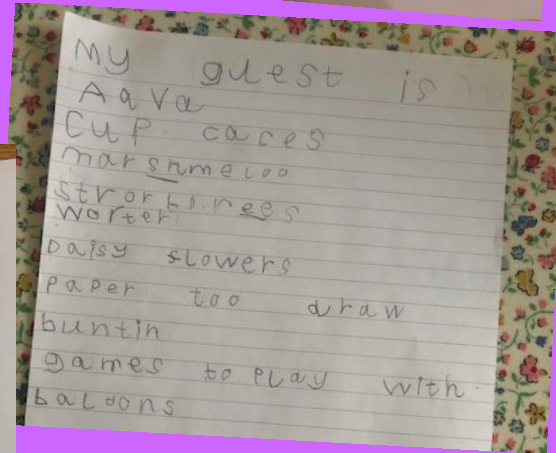 My guest is
Aava
Cup caces
marshmeloo
strorbirees
worter
Daisy flowers
paper too draw
buntin
games to play with
baloons